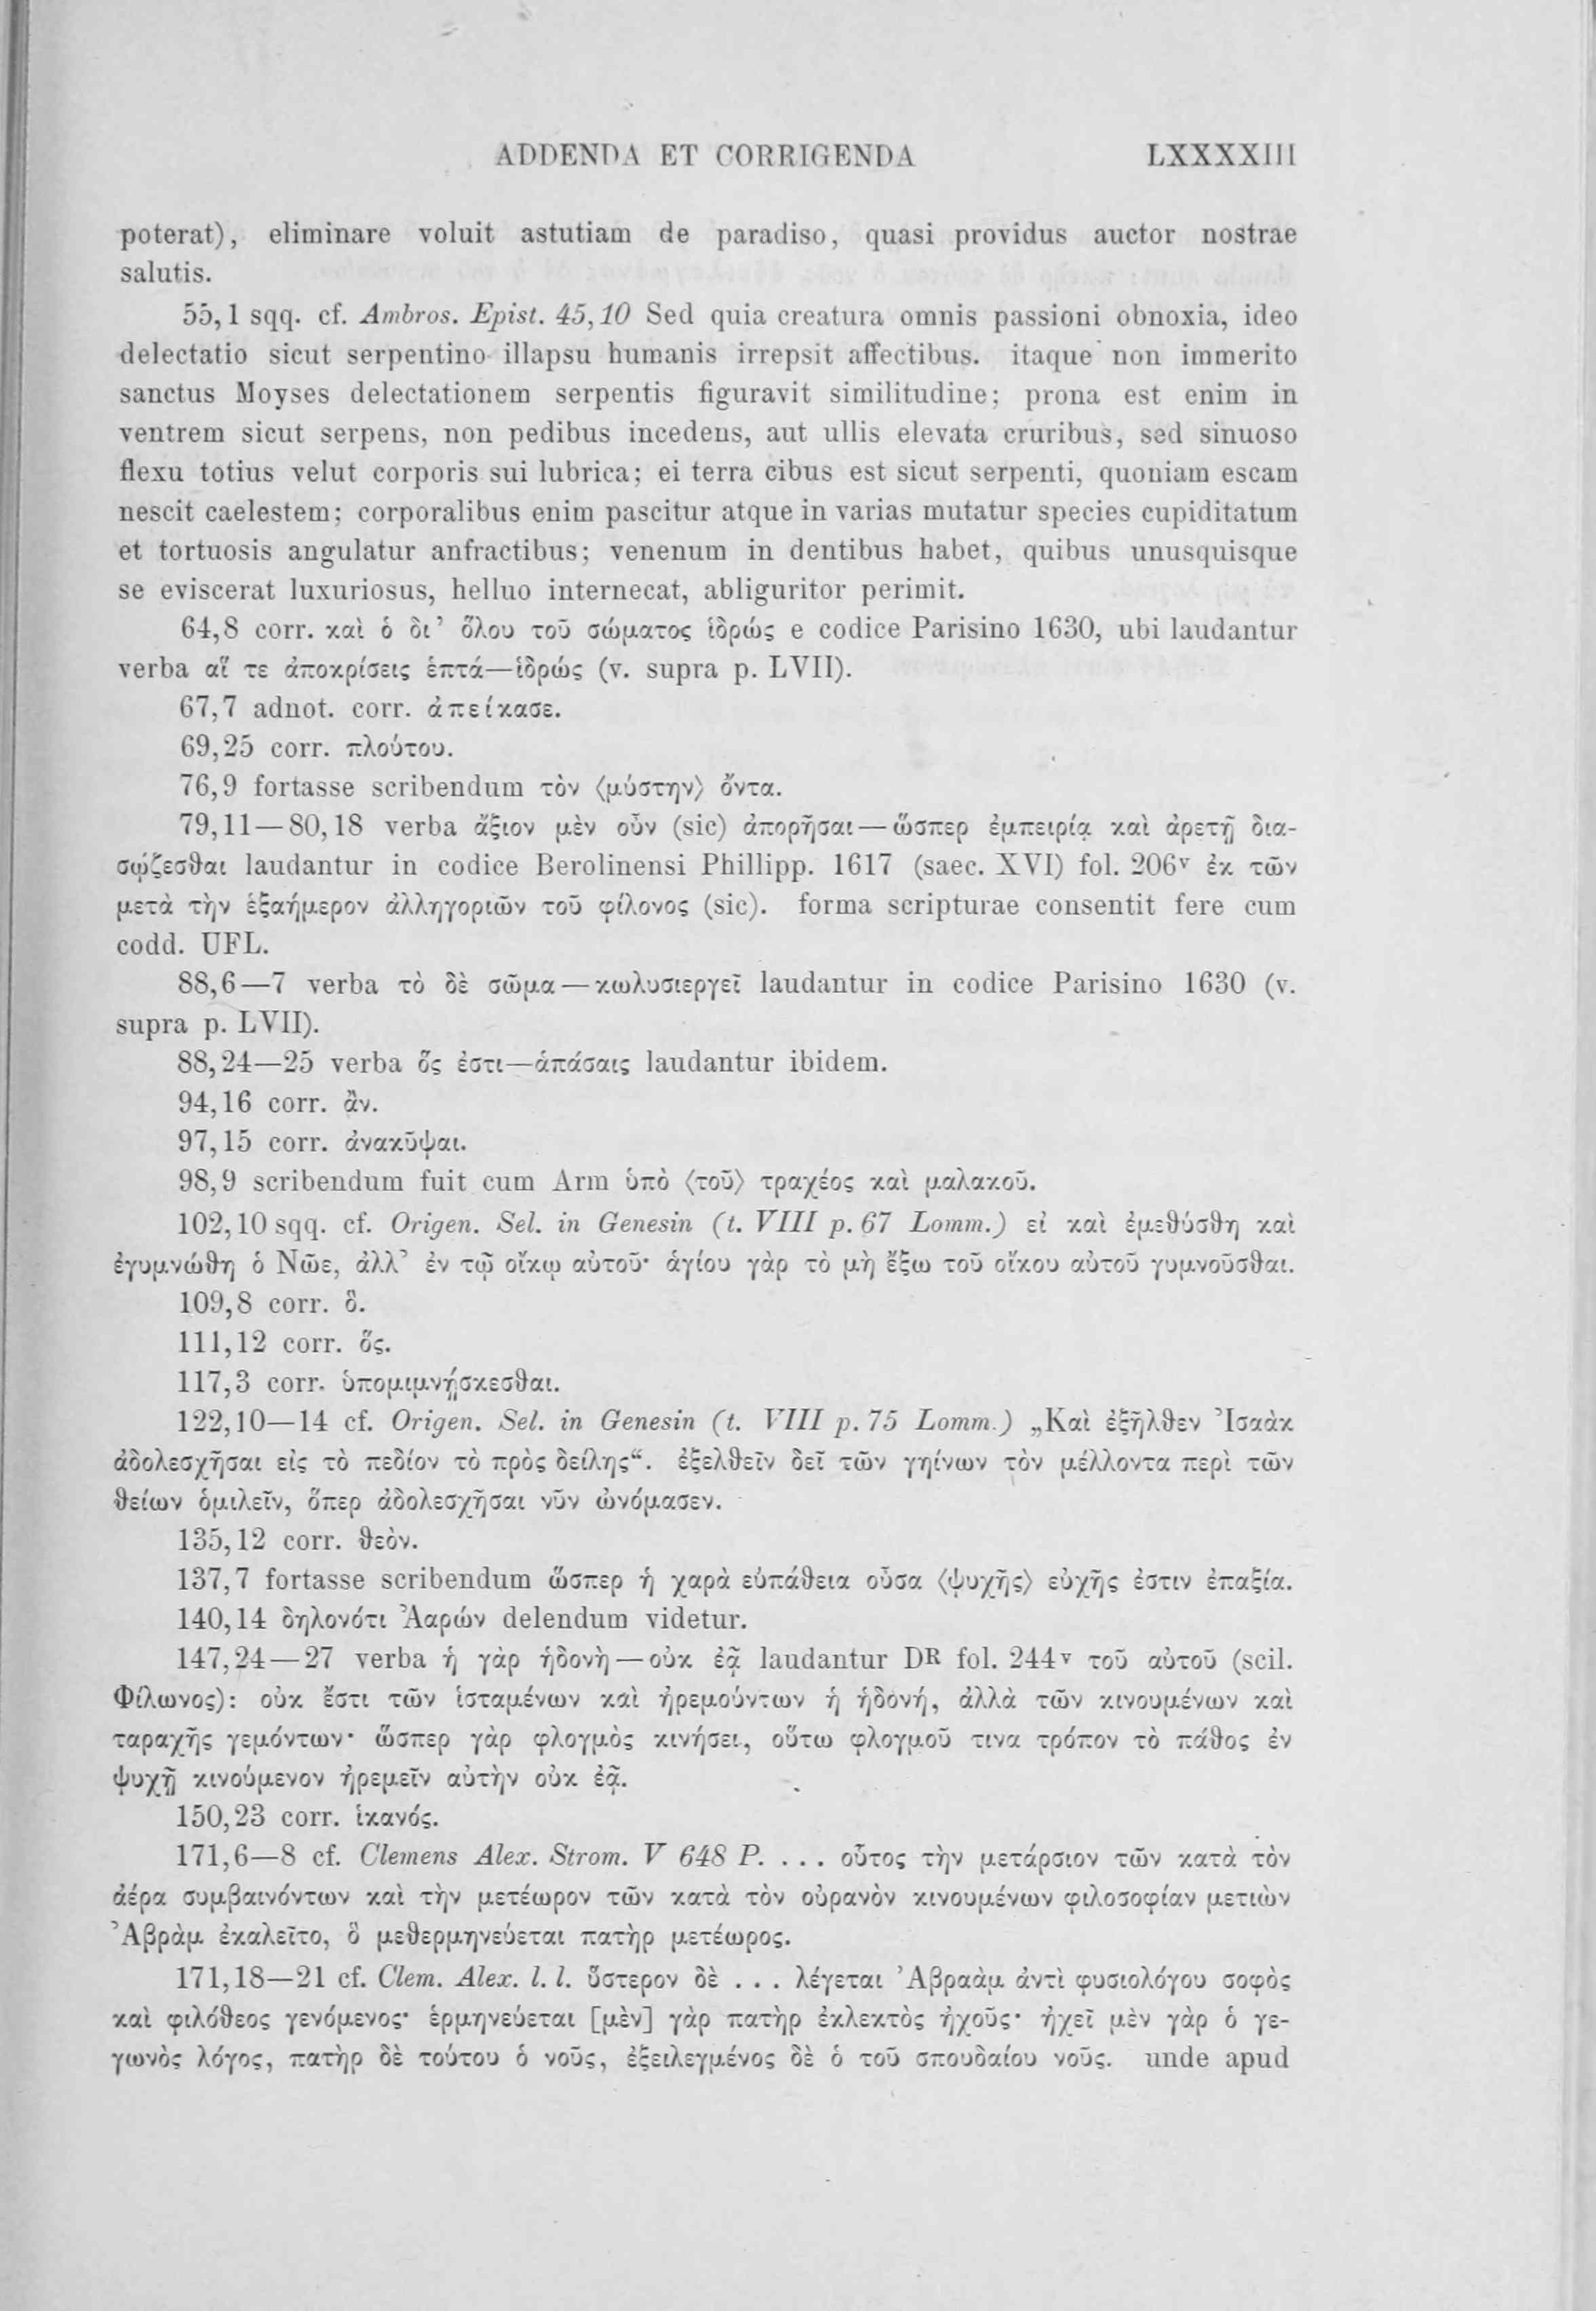 ADDENDA ET CORRIGENDA LXXXXIII
poterat), eliminare voluit astutiam de paradiso, quasi providus auctor nostrae
salutis.
55,1 sqq. cf. Ambros. Epist. 45,10 Sed quia creatura omnis passioni obnoxia, ideo
delectatio sicut serpentino illapsu humanis irrepsit affectibus. itaque non immerito
sanctus Moyses delectationem serpentis figuravit similitudine; prona est enim in
ventrem sicut serpens, non pedibus incedens, aut ullis elevata cruribus, sed sinuoso
flexu totius velut corporis sui lubrica; ei terra cibus est sicut serpenti, quoniam escam
nescit caelestem; corporalibus enim pascitur atque in varias mutatur species cupiditatum
et tortuosis angulatur anfractibus; venenum in dentibus habet, quibus unusquisque
se eviscerat luxuriosus, helluo internecat, abliguritor perimit.
64,8 corr. καὶ ὁ δι’ ὅλου τοῦ σώματος ἱδρώς e codice Parisino 1630, ubi laudantur
verba αἵ τε ἀποκρίσεις ἑπτά—ἱδρώς (v. supra p. LVII).
67,7 adnot. corr. ἀπείκασε.
69,25 corr. πλούτου.
76,9 fortasse scribendum τὸν ⟨μύστην⟩ ὄντα.
79,11—80,18 verba ἄξιον μὲν οὖν (sic) ἀπορῆσαι—ὥσπερ ἐμπειρίᾳ καὶ ἀρετῇ δια-
σῴζεσθαι laudantur in codice Berolinensi Phillipp. 1617 (saec. XVI) fol. 206v ἐκ τῶν
μετὰ τὴν ἑξαήμερον ἀλληγοριῶν τοῦ φίλονος (sic). forma scripturae consentit fere cum
codd. UFL.
88,6—7 verba τὸ δὲ σῶμα—κωλυσιεργεῖ laudantur in codice Parisino 1630 (v.
supra p. LVII).
88,24—25 verba ὅς ἐστι—ἁπάσαις laudantur ibidem.
94,16 corr. ἂν.
97,15 corr. ἀνακῦψαι.
98,9 scribendum fuit cum Arm ὑπὸ ⟨τοῦ⟩ τραχέος καὶ μαλακοῦ.
102,10 sqq. cf. Origen. Sel. in Genesin (t. VIII p. 67 Lomm.) εἰ καὶ ἐμεθύσθη καὶ
ἐγυμνώθη ὁ Νῶε, ἀλλ’ ἐν τῷ οἴκῳ αὐτοῦ· ἁγίου γὰρ τὸ μὴ ἔξω τοῦ οἴκου αὐτοῦ γυμνοῦσθαι.
109,8 corr. ὃ.
111,12 corr. ὅς.
117,3 corr. ὑπομιμνῄσκεσθαι.
122,10—14 cf. Origen. Sel. in Genesin (t. VIII p. 75 Lomm.) „Καὶ ἐξῆλθεν Ἰσαὰκ
ἀδολεσχῆσαι εἰς τὸ πεδίον τὸ πρὸς δείλης“. ἐξελθεῖν δεῖ τῶν γηίνων τὸν μέλλοντα περὶ τῶν
θείων ὁμιλεῖν, ὅπερ ἀδολεσχῆσαι νῦν ὠνόμασεν.
135,12 corr. θεὸν.
137,7 fortasse scribendum ὥσπερ ἡ χαρὰ εὐπάθεια οὖσα ⟨ψυχῆς⟩ εὐχῆς ἐστιν ἐπαξία.
140,14 δηλονότι Ἀαρών delendum videtur.
147,24—27 verba ἡ γὰρ ἡδονὴ—οὐκ ἐᾷ laudantur DR fol. 244v τοῦ αὐτοῦ (scil.
Φίλωνος): οὐκ ἔστι τῶν ἱσταμένων καὶ ἠρεμούντων ἡ ἡδονή, ἀλλὰ τῶν κινουμένων καὶ
ταραχῆς γεμόντων· ὥσπερ γὰρ φλογμὸς κινήσει, οὕτω φλογμοῦ τινα τρόπον τὸ πάθος ἐν
ψυχῇ κινούμενον ἠρεμεῖν αὐτὴν οὐκ ἐᾷ.
150,23 corr. ἱκανός.
171,6—8 cf. Clemens Alex. Strom. V 648 P. ... οὗτος τὴν μετάρσιον τῶν κατὰ τὸν
ἀέρα συμβαινόντων καὶ τὴν μετέωρον τῶν κατὰ τὸν οὐρανὸν κινουμένων φιλοσοφίαν μετιὼν
Ἀβρὰμ ἐκαλεῖτο, ὃ μεθερμηνεύεται πατὴρ μετέωρος.
171,18—21 cf. Clem. Alex. l. l. ὕστερον δὲ ... λέγεται Ἀβραὰμ ἀντὶ φυσιολόγου σοφὸς
καὶ φιλόθεος γενόμενος· ἑρμηνεύεται [μὲν] γὰρ πατὴρ ἐκλεκτὸς ἠχοῦς· ἠχεῖ μὲν γὰρ ὁ γε-
γωνὸς λόγος, πατὴρ δὲ τούτου ὁ νοῦς, ἐξειλεγμένος δὲ ὁ τοῦ σπουδαίου νοῦς. unde apud